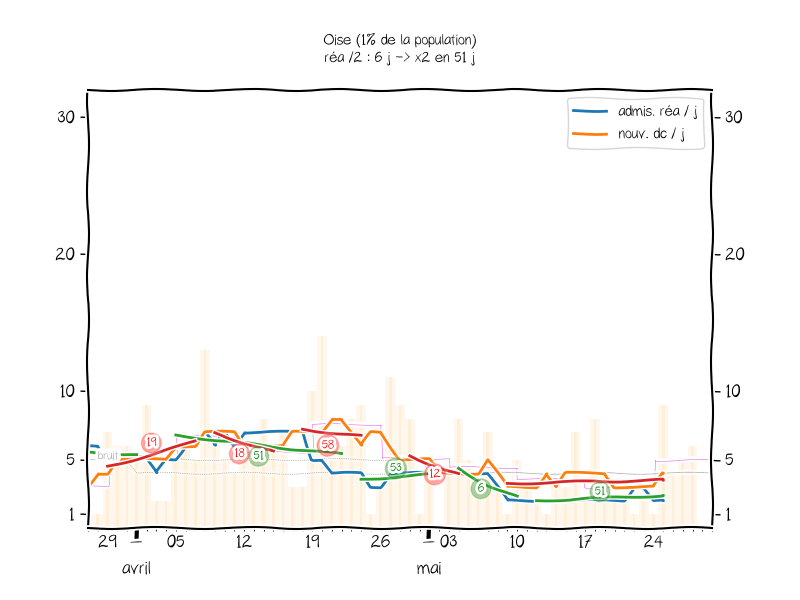 Oise (1% de la population)
réa /2 : 6 j -> x2 en 51 j
admis. réa / j
nouv. dc / j
30 30
20 20
10 10
5 5
1 1
bruit
19
18
51
58
53
12
6
51
29 05 12 19 26 03 10 17 24
avril mai